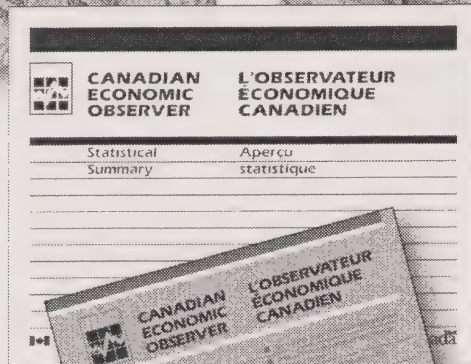 CANADIAN ECONOMIC OBSERVER
L'OBSERVATEUR ÉCONOMIQUE CANADIEN
Statistical Summary
Aperçu statistique
CANADIAN ECONOMIC OBSERVER
L'OBSERVATEUR ÉCONOMIQUE CANADIEN